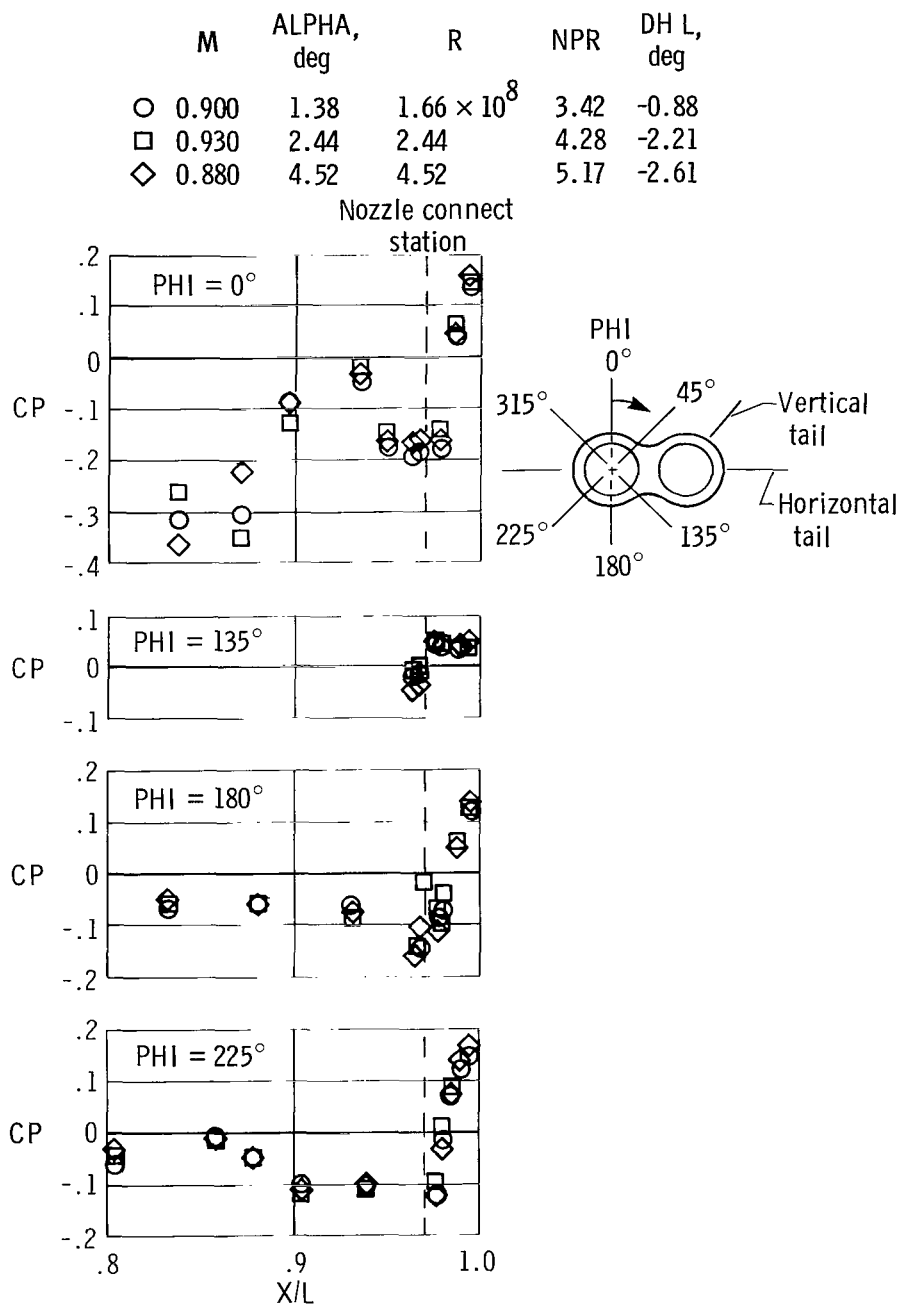 M ALPHA, deg R NPR DH L, deg
○ 0.900 1.38 1.66 × 10^8 3.42 -0.88
□ 0.930 2.44 2.44 4.28 -2.21
◇ 0.880 4.52 4.52 5.17 -2.61
Nozzle connect
station
.2
PHI = 0°
.1
0
CP
-.1
-.2
-.3
-.4
PHI
0°
45°
315°
Vertical
tail
Horizontal
tail
225°
135°
180°
.1
PHI = 135°
CP 0
-.1
.2
PHI = 180°
.1
CP 0
-.1
-.2
.2
PHI = 225°
.1
CP 0
-.1
-.2
.8 .9 1.0
X/L